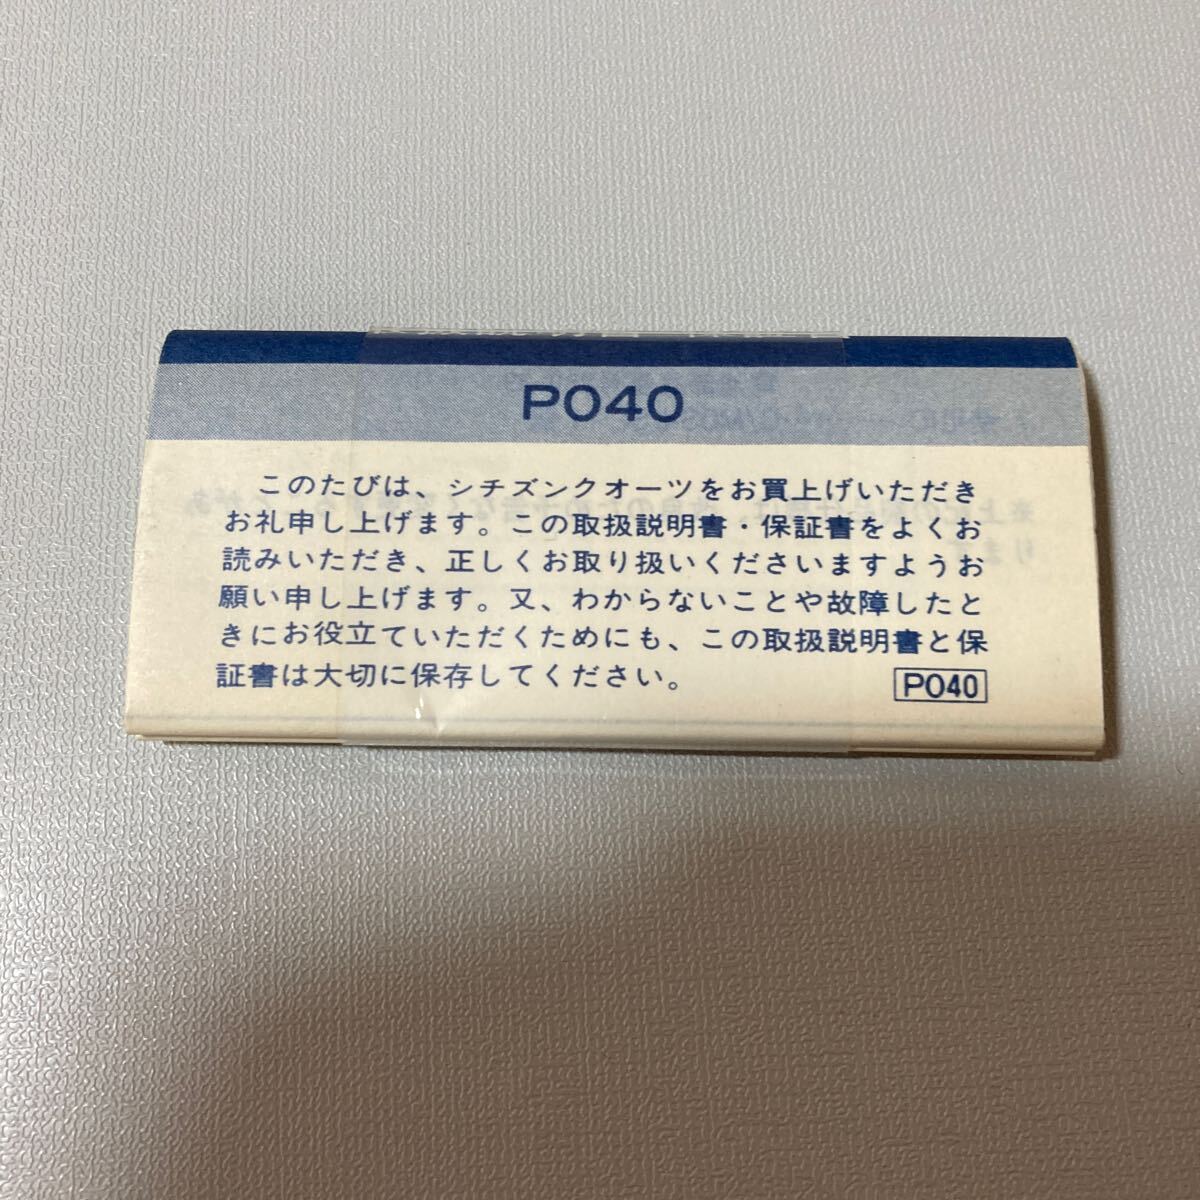 PO40
このたびは、シチズンクオーツをお買上げいただき
お礼申し上げます。この取扱説明書・保証書をよくお
読みいただき、正しくお取り扱いくださいますようお
願い申し上げます。又、わからないことや故障したと
きにお役立ていただくためにも、この取扱説明書と保
証書は大切に保存してください。
PO40